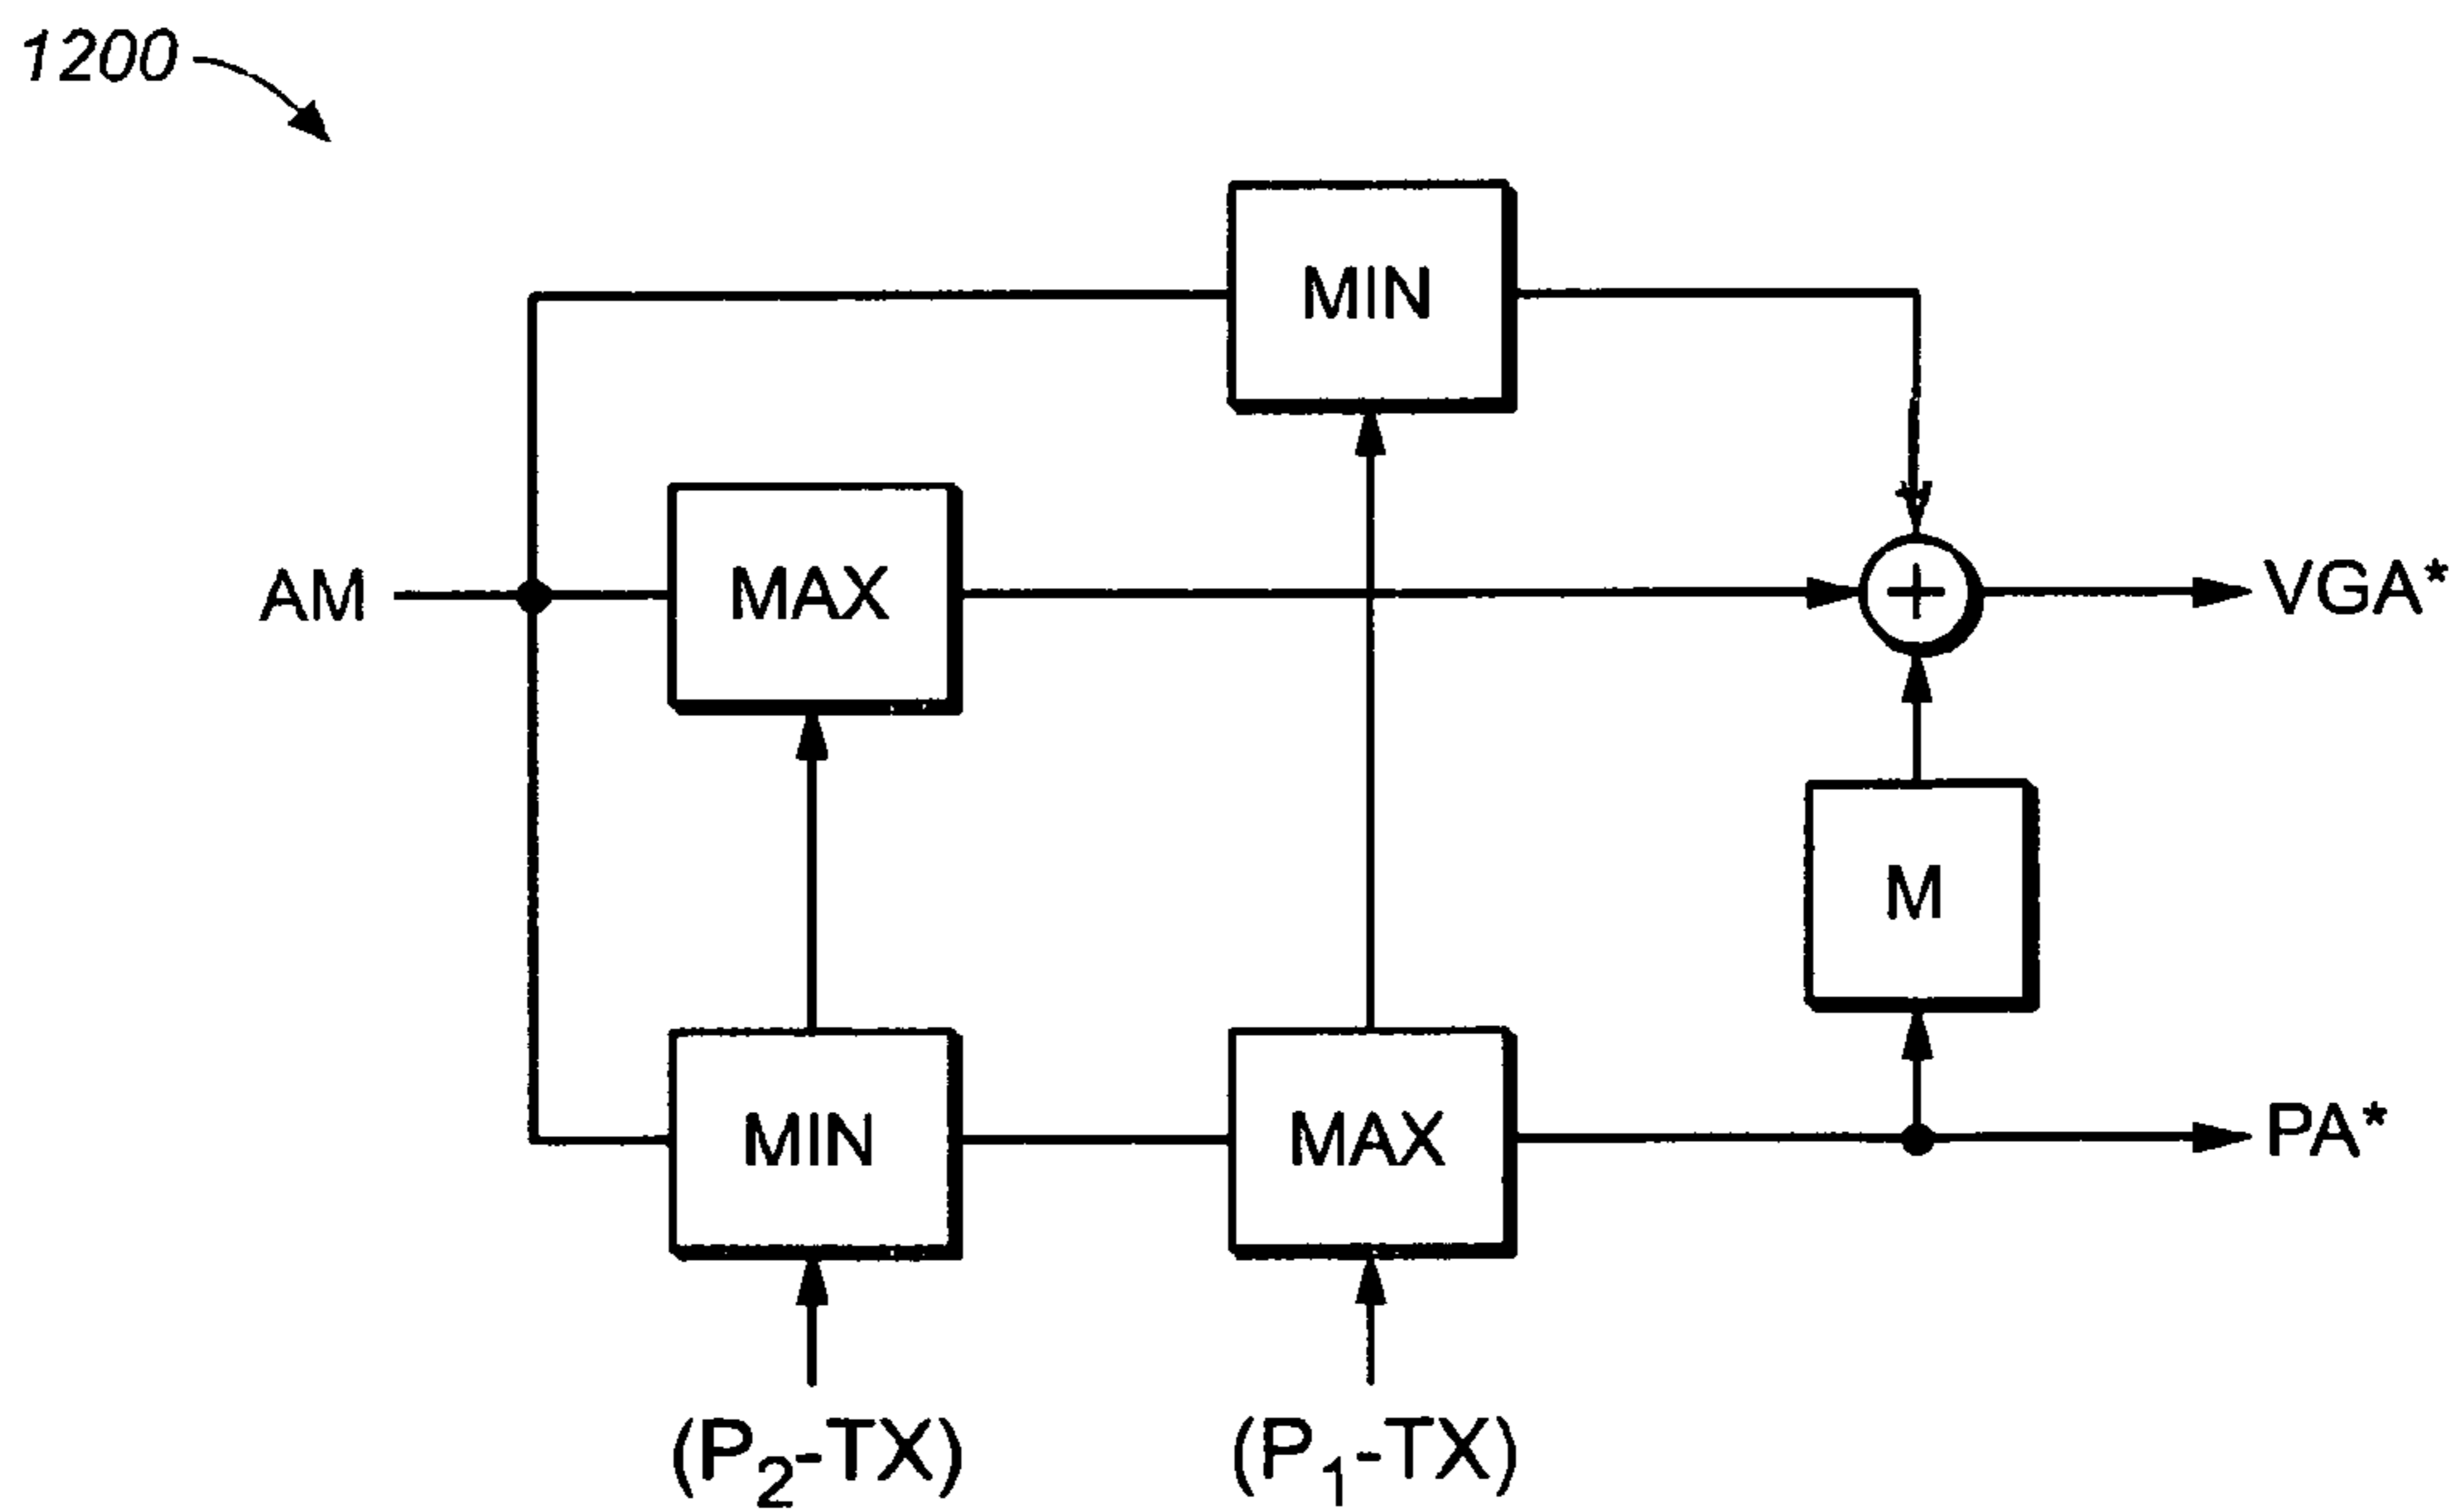 1200
MIN
AM
MAX
+
VGA*
M
MIN
MAX
PA*
(P₂-TX)
(P₁-TX)